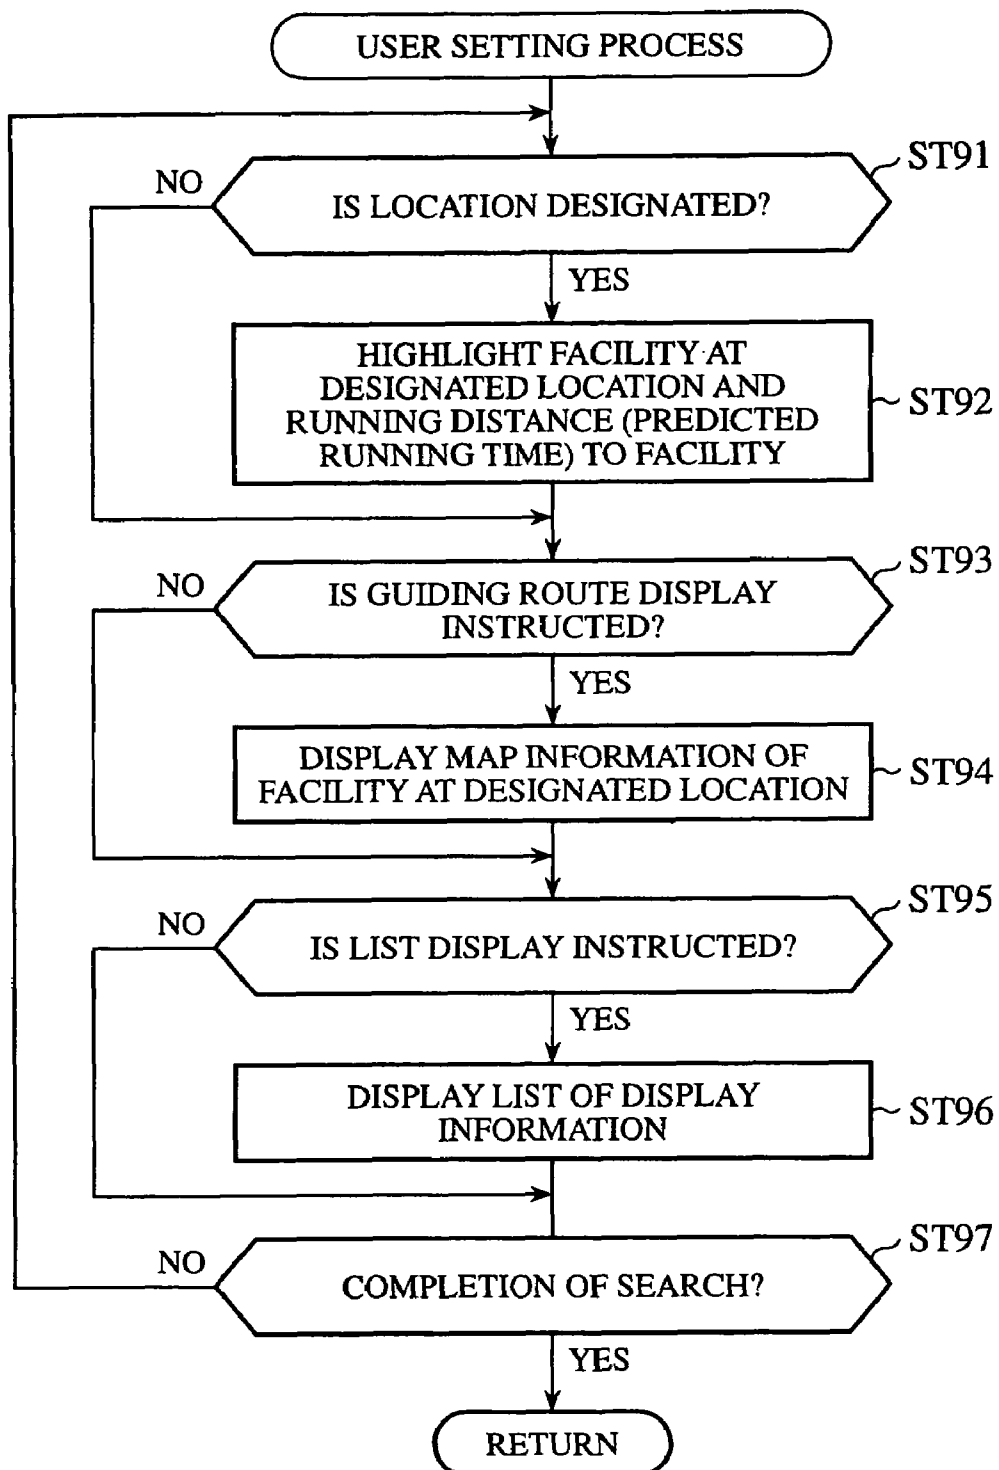 USER SETTING PROCESS
ST91
NO
IS LOCATION DESIGNATED?
YES
HIGHLIGHT FACILITY AT
DESIGNATED LOCATION AND
RUNNING DISTANCE (PREDICTED
RUNNING TIME) TO FACILITY
ST92
ST93
NO
IS GUIDING ROUTE DISPLAY
INSTRUCTED?
YES
DISPLAY MAP INFORMATION OF
FACILITY AT DESIGNATED LOCATION
ST94
ST95
NO
IS LIST DISPLAY INSTRUCTED?
YES
DISPLAY LIST OF DISPLAY
INFORMATION
ST96
ST97
NO
COMPLETION OF SEARCH?
YES
RETURN